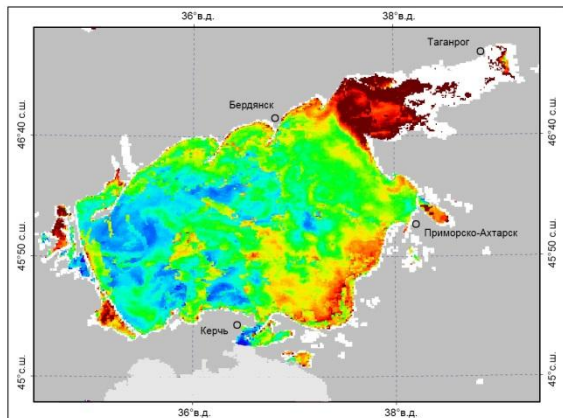 36°в.д.
38°в.д.
Таганрог
Бердянск
46°40 с.ш.
46°40 с.ш.
Приморско-Ахтарск
45°50 с.ш.
45°50 с.ш.
Керчь
45°с.ш.
45°с.ш.
36°в.д.
38°в.д.